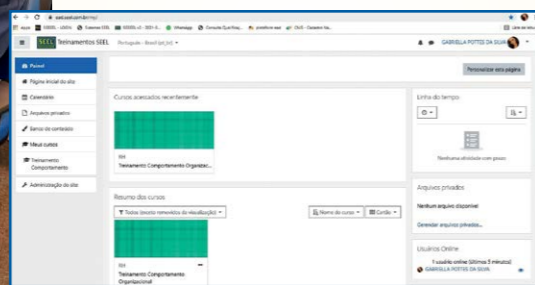 Apps
WhatsApp
SEEL Treinamentos SEEL Português - Brasil (pt_br)
GABRIELLA POTTES DA SILVA
Painel
Página inicial do site
Calendário
Arquivos privados
Banco de conteúdo
Meus cursos
Treinamento
Comportamento
Administração do site
Personalizar esta página
Cursos acessados recentemente
Treinamento Comportamento Organizac...
Resumo dos cursos
Todos (exceto removidos da visualização)
Nome do curso
Cartão
Treinamento Comportamento
Organizacional
Linha do tempo
Nenhuma atividade com prazo
Arquivos privados
Nenhum arquivo disponível
Gerenciar arquivos privados...
Usuários Online
1 usuário online (últimos 5 minutos)
GABRIELLA POTTES DA SILVA